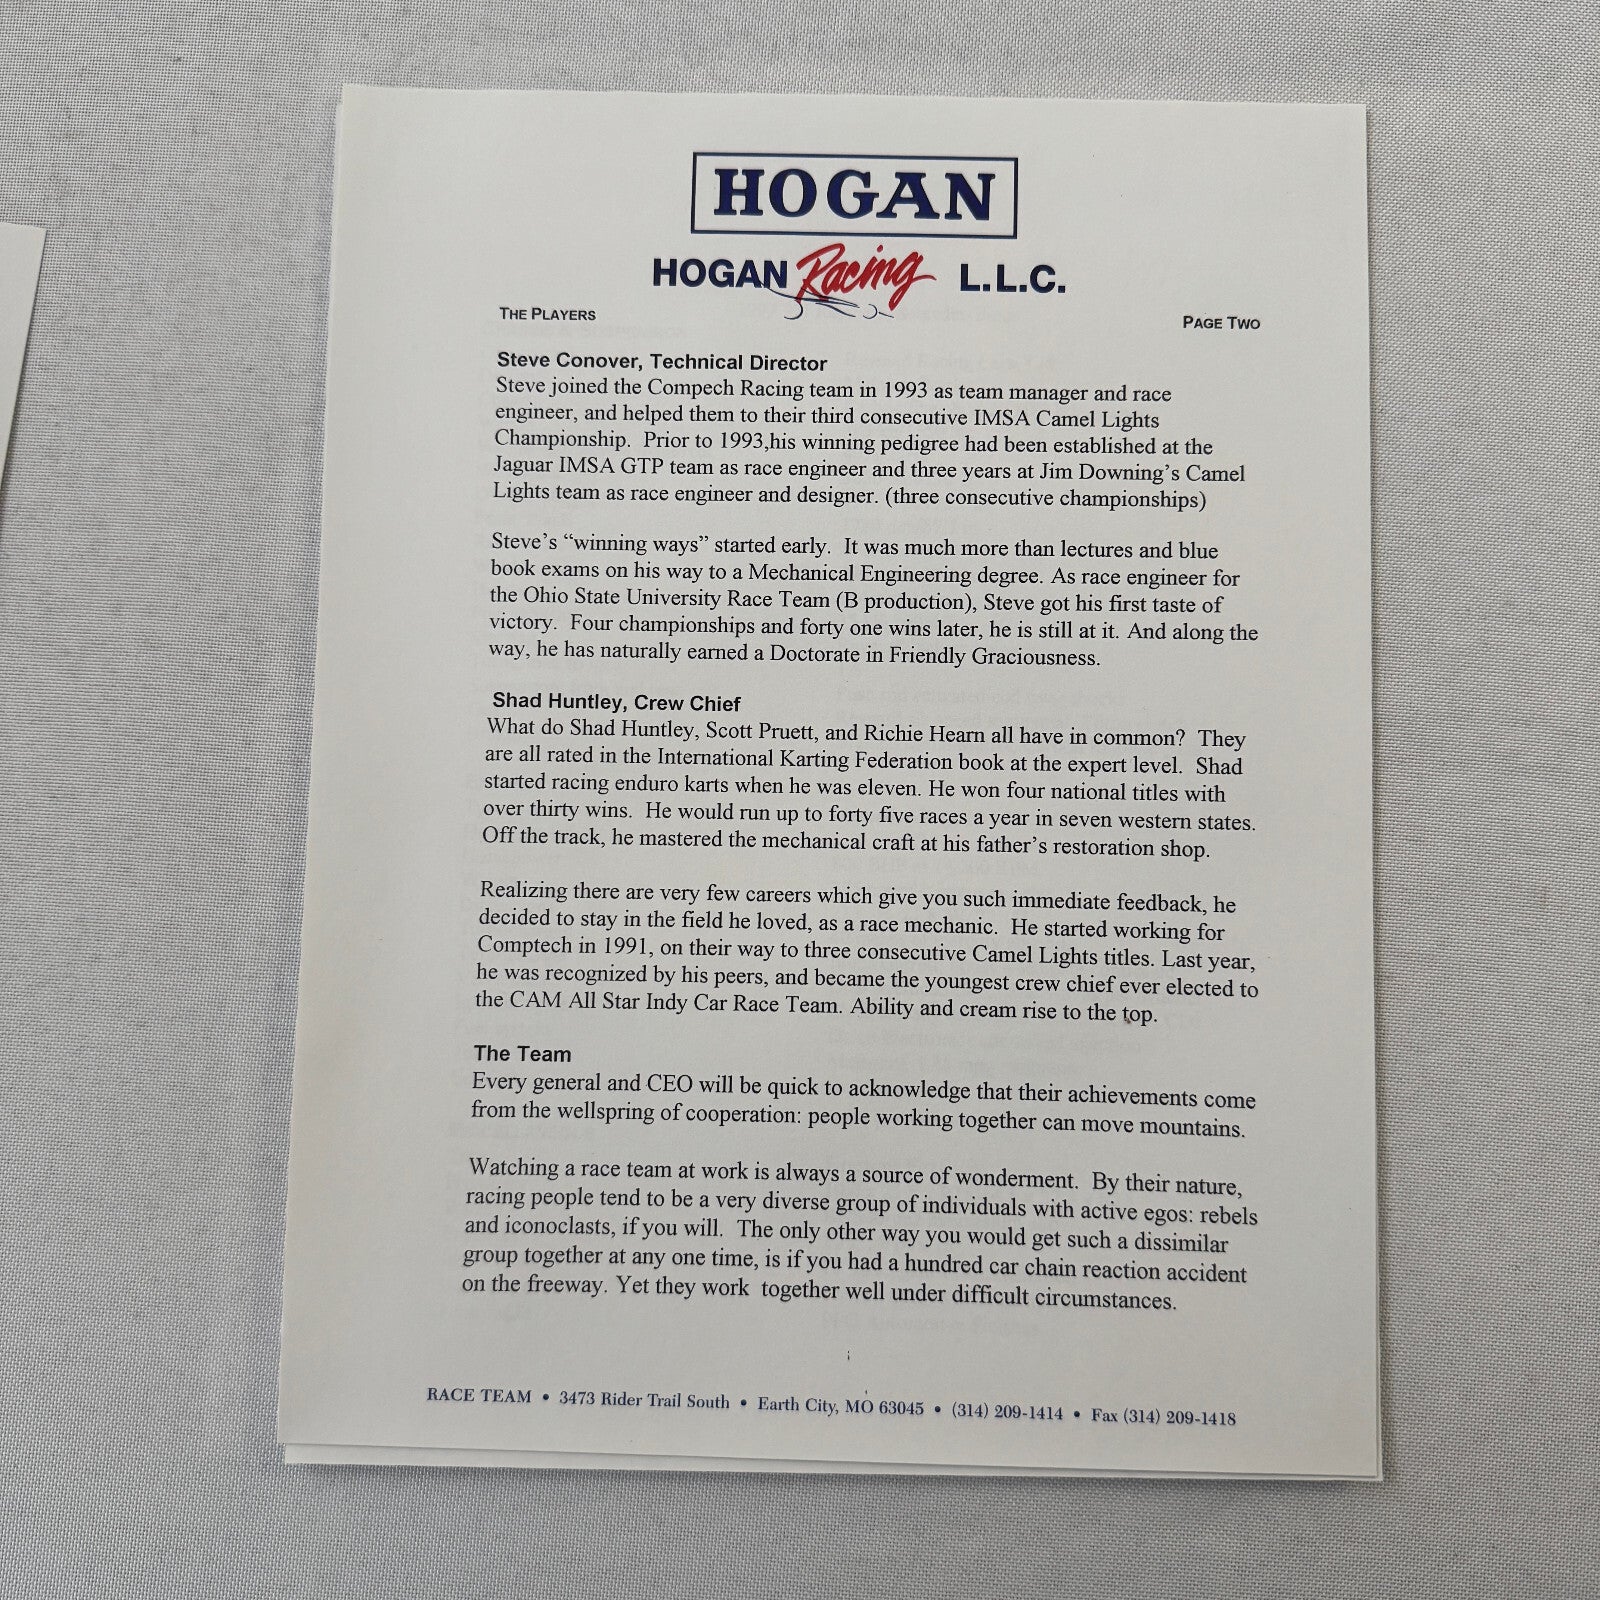 HOGAN
HOGAN Racing L.L.C.
THE PLAYERS PAGE TWO
Steve Conover, Technical Director
Steve joined the Compech Racing team in 1993 as team manager and race
engineer, and helped them to their third consecutive IMSA Camel Lights
Championship.  Prior to 1993,his winning pedigree had been established at the
Jaguar IMSA GTP team as race engineer and three years at Jim Downing’s Camel
Lights team as race engineer and designer. (three consecutive championships)
Steve’s “winning ways” started early.  It was much more than lectures and blue
book exams on his way to a Mechanical Engineering degree. As race engineer for
the Ohio State University Race Team (B production), Steve got his first taste of
victory.  Four championships and forty one wins later, he is still at it. And along the
way, he has naturally earned a Doctorate in Friendly Graciousness.
Shad Huntley, Crew Chief
What do Shad Huntley, Scott Pruett, and Richie Hearn all have in common?  They
are all rated in the International Karting Federation book at the expert level.  Shad
started racing enduro karts when he was eleven. He won four national titles with
over thirty wins.  He would run up to forty five races a year in seven western states.
Off the track, he mastered the mechanical craft at his father’s restoration shop.
Realizing there are very few careers which give you such immediate feedback, he
decided to stay in the field he loved, as a race mechanic.  He started working for
Comptech in 1991, on their way to three consecutive Camel Lights titles. Last year,
he was recognized by his peers, and became the youngest crew chief ever elected to
the CAM All Star Indy Car Race Team. Ability and cream rise to the top.
The Team
Every general and CEO will be quick to acknowledge that their achievements come
from the wellspring of cooperation: people working together can move mountains.
Watching a race team at work is always a source of wonderment.  By their nature,
racing people tend to be a very diverse group of individuals with active egos: rebels
and iconoclasts, if you will.  The only other way you would get such a dissimilar
group together at any one time, is if you had a hundred car chain reaction accident
on the freeway. Yet they work  together well under difficult circumstances.
RACE TEAM • 3473 Rider Trail South • Earth City, MO 63045 • (314) 209-1414 • Fax (314) 209-1418